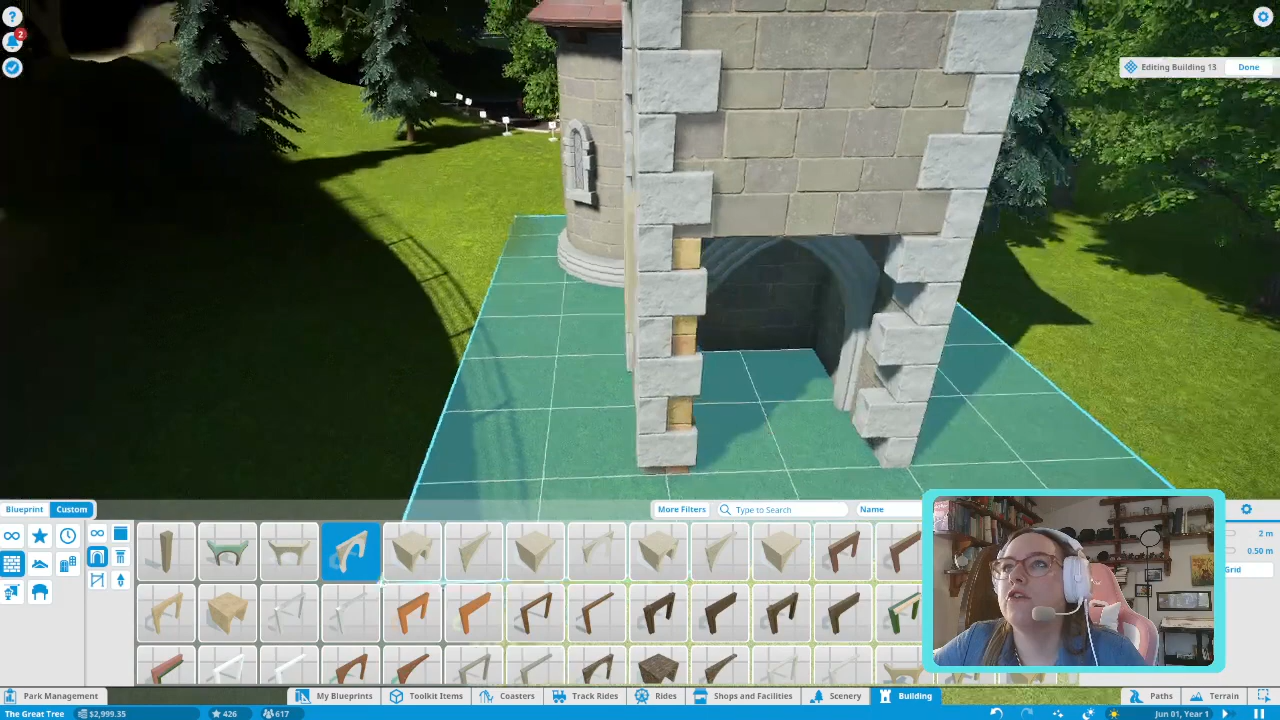 ?
2
Editing Building 13
Done
Blueprint
Custom
More Filters
Type to Search
Name
2 m
0.50 m
Grid
Park Management
My Blueprints
Toolkit Items
Coasters
Track Rides
Rides
Shops and Facilities
Scenery
Building
Paths
Terrain
The Great Tree
$2,999.35
426
617
Jun 01, Year 1